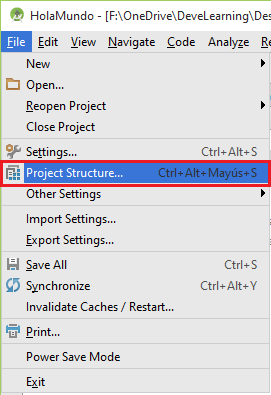 HolaMundo - [F:\OneDrive\DeveLearning\Des
File Edit View Navigate Code Analyze Re
New
Open...
Reopen Project
Close Project
Settings... Ctrl+Alt+S
Project Structure... Ctrl+Alt+Mayús+S
Other Settings
Import Settings...
Export Settings...
Save All Ctrl+S
Synchronize Ctrl+Alt+Y
Invalidate Caches / Restart...
Print...
Power Save Mode
Exit